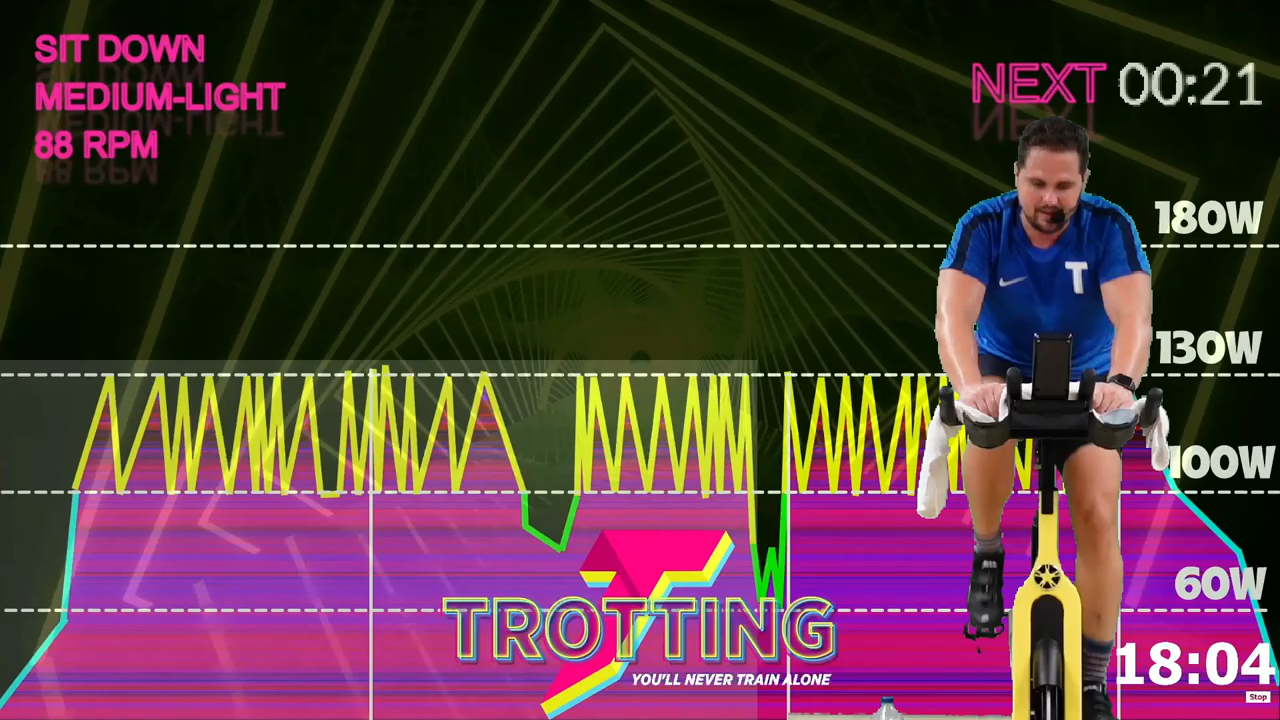 SIT DOWN
MEDIUM-LIGHT
88 RPM
NEXT 00:21
180W
130W
100W
60W
T
TROTTING
YOU'LL NEVER TRAIN ALONE
18:04
Stop